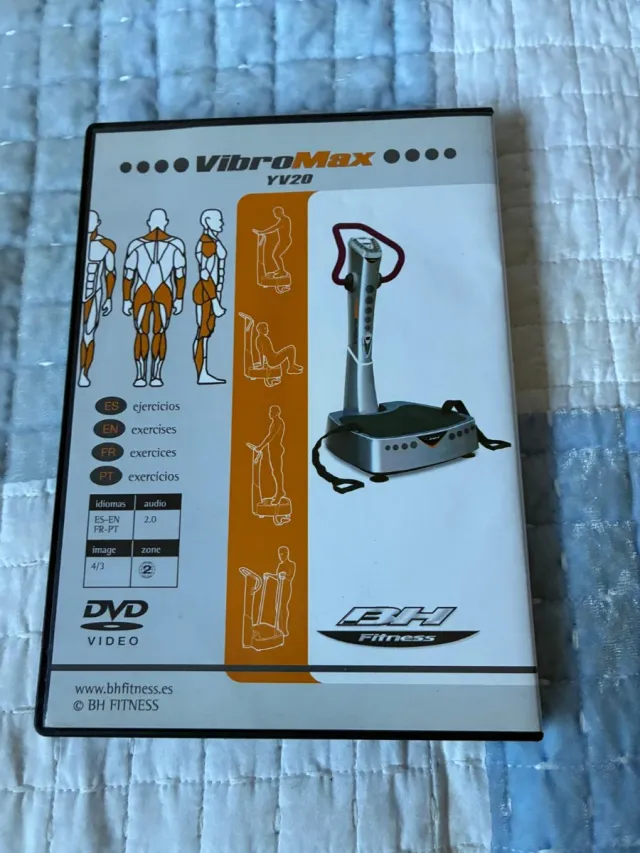 VibroMax
YV20
ES ejercicios
EN exercises
FR exercices
PT exercícios
idiomas audio
ES-EN 2.0
FR-PT
image zone
4/3 2
DVD
VIDEO
BH
Fitness
www.bhfitness.es
© BH FITNESS